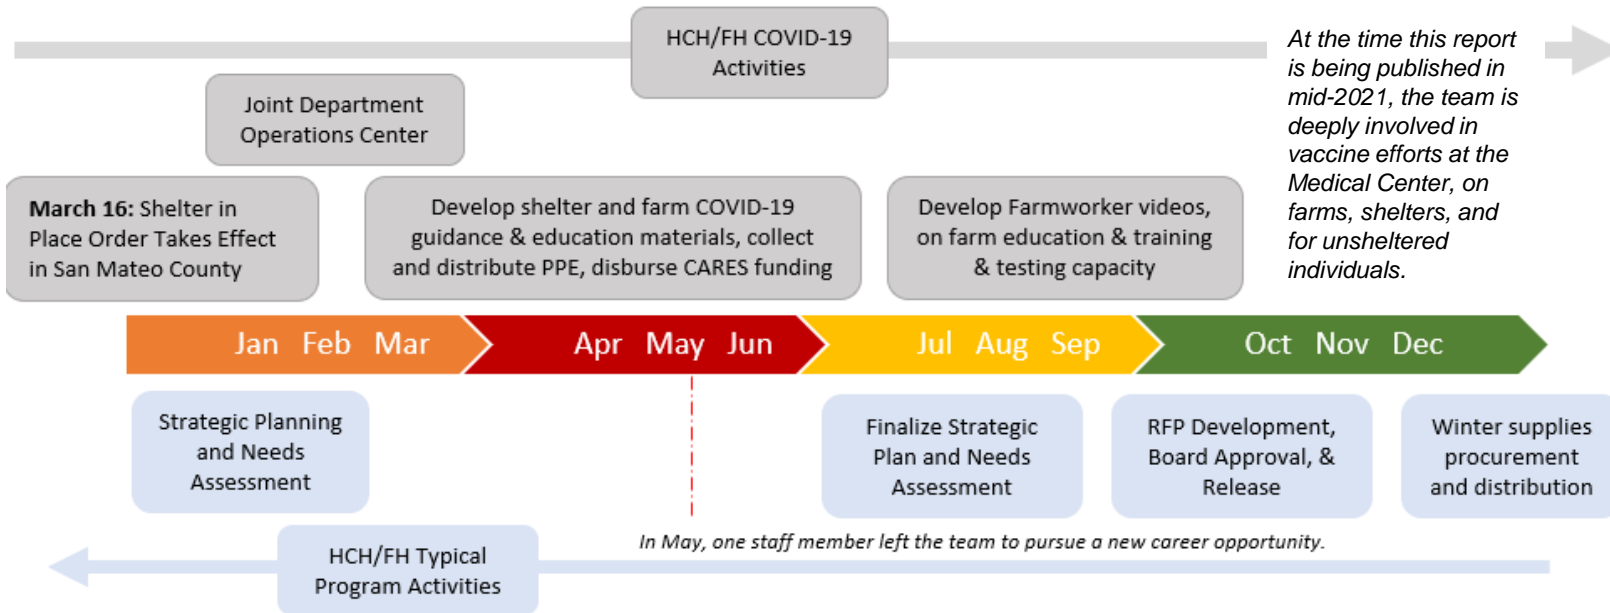 HCH/FH COVID-19
Activities
At the time this report
is being published in
mid-2021, the team is
deeply involved in
vaccine efforts at the
Medical Center, on
farms, shelters, and
for unsheltered
individuals.
Joint Department
Operations Center
March 16: Shelter in
Place Order Takes Effect
in San Mateo County
Develop shelter and farm COVID-19
guidance & education materials, collect
and distribute PPE, disburse CARES funding
Develop Farmworker videos,
on farm education & training
& testing capacity
Jan Feb Mar
Apr May Jun
Jul Aug Sep
Oct Nov Dec
Strategic Planning
and Needs
Assessment
Finalize Strategic
Plan and Needs
Assessment
RFP Development,
Board Approval, &
Release
Winter supplies
procurement
and distribution
In May, one staff member left the team to pursue a new career opportunity.
HCH/FH Typical
Program Activities